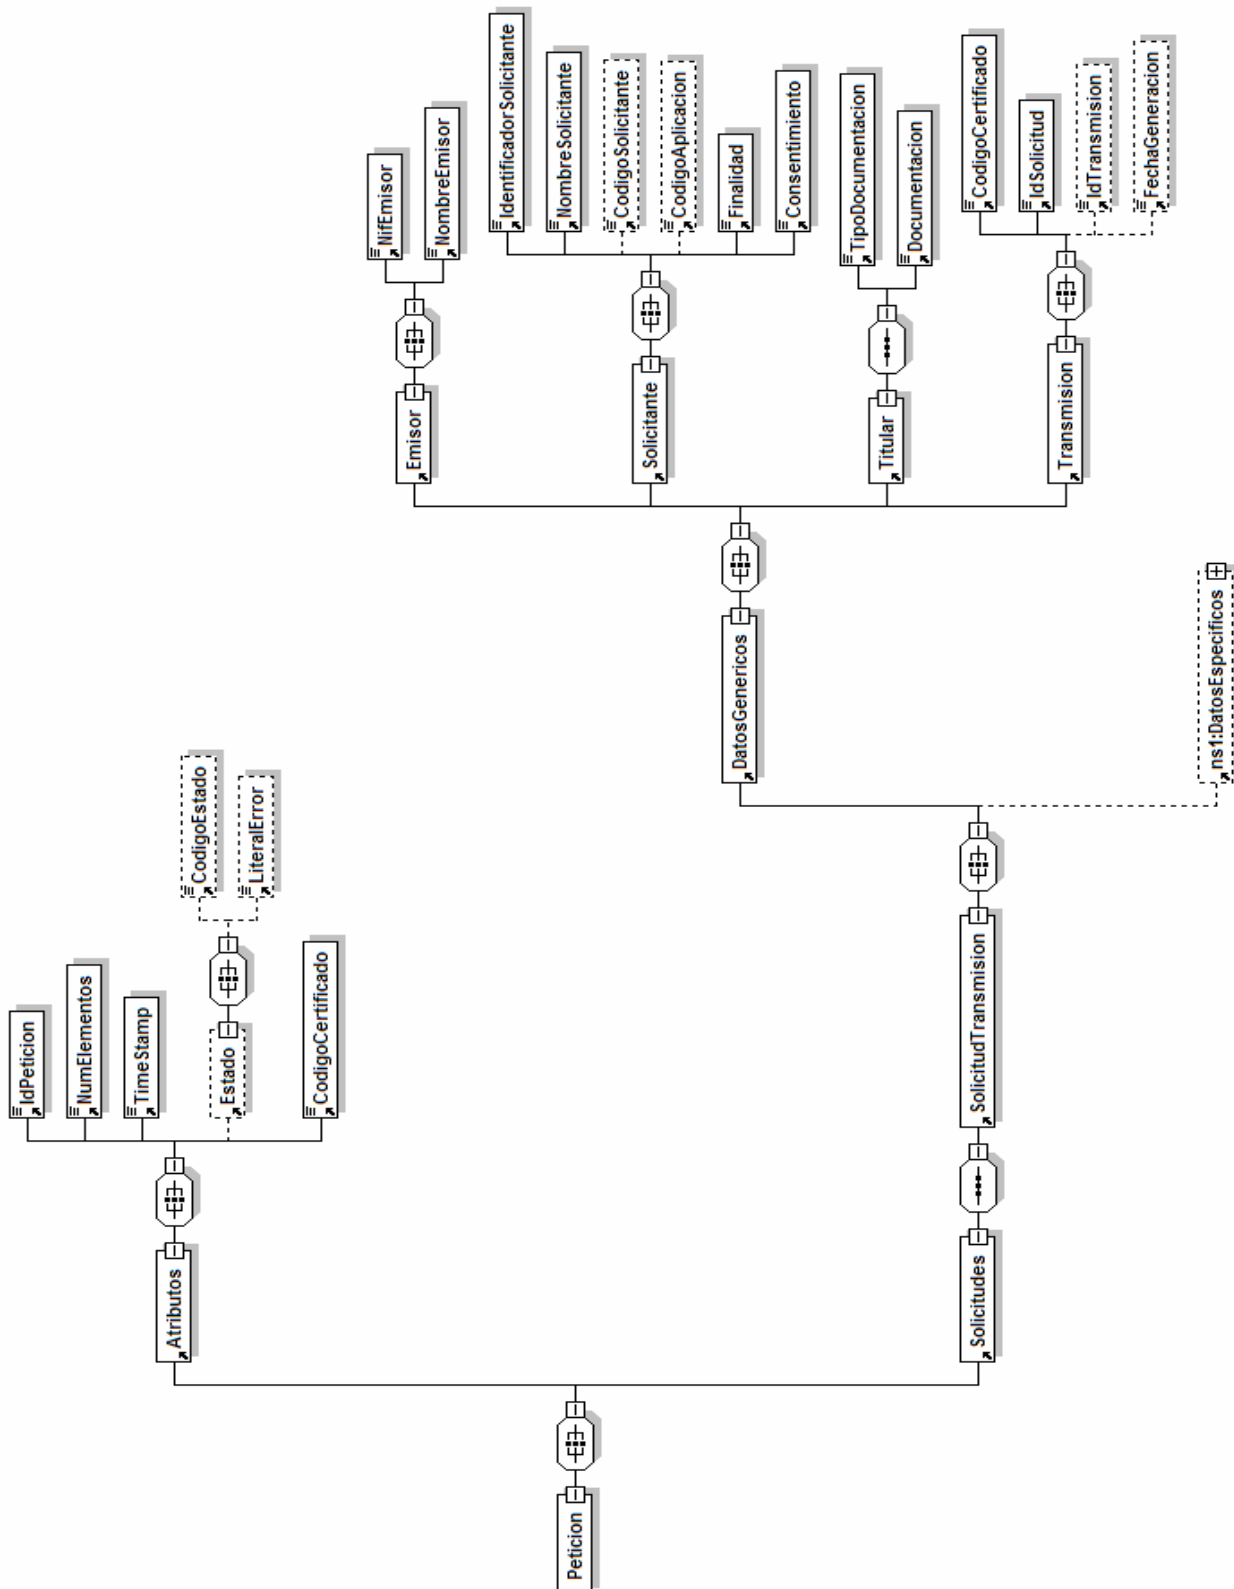 Peticion
Atributos
IdPeticion
NumElementos
TimeStamp
Estado
CodigoEstado
LiteralError
CodigoCertificado
Solicitudes
SolicitudTransmision
DatosGenericos
Emisor
NifEmisor
NombreEmisor
Solicitante
IdentificadorSolicitante
NombreSolicitante
CodigoSolicitante
CodigoAplicacion
Finalidad
Consentimiento
Titular
TipoDocumentacion
Documentacion
Transmision
CodigoCertificado
IdSolicitud
IdTransmision
FechaGeneracion
ns1:DatosEspecificos